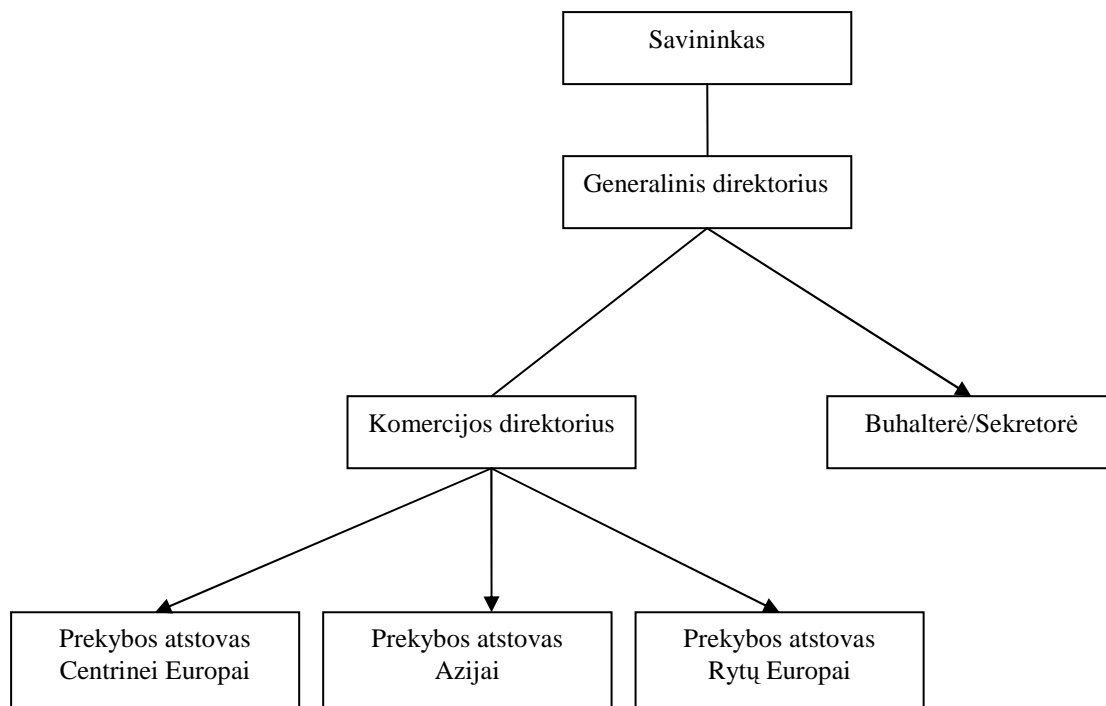 Savininkas
Generalinis direktorius
Komercijos direktorius
Buhalterė/Sekretorė
Prekybos atstovas
Centrinei Europai
Prekybos atstovas
Azijai
Prekybos atstovas
Rytų Europai